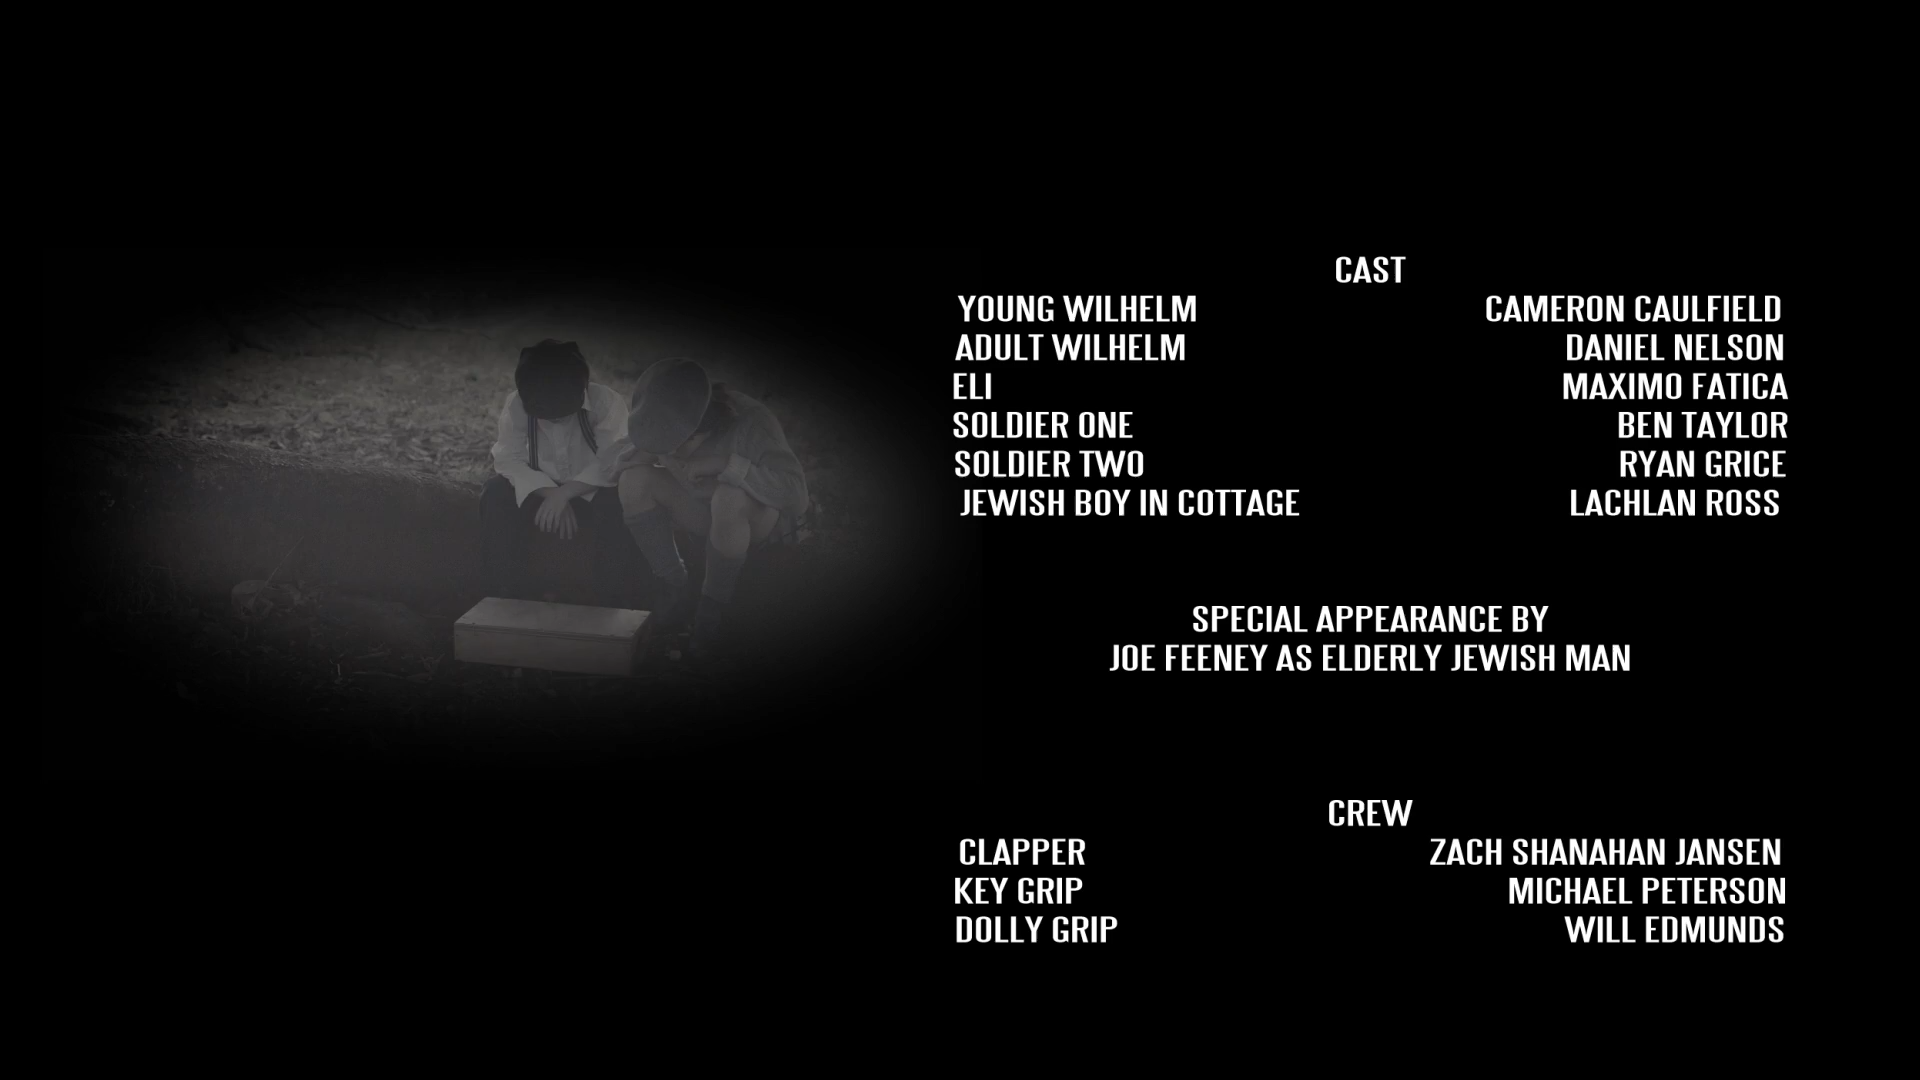 CAST
YOUNG WILHELM CAMERON CAULFIELD
ADULT WILHELM DANIEL NELSON
ELI MAXIMO FATICA
SOLDIER ONE BEN TAYLOR
SOLDIER TWO RYAN GRICE
JEWISH BOY IN COTTAGE LACHLAN ROSS
SPECIAL APPEARANCE BY
JOE FEENEY AS ELDERLY JEWISH MAN
CREW
CLAPPER ZACH SHANAHAN JANSEN
KEY GRIP MICHAEL PETERSON
DOLLY GRIP WILL EDMUNDS